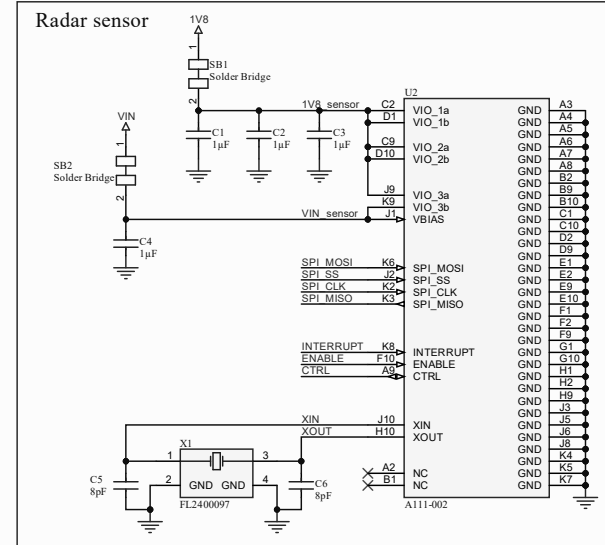 Radar sensor
1V8
1
SB1
Solder Bridge
2
VIN
1
SB2
Solder Bridge
2
C1
1μF
C2
1μF
C3
1μF
C4
1μF
1V8_sensor
VIN_sensor
SPI_MOSI
SPI_SS
SPI_CLK
SPI_MISO
INTERRUPT
ENABLE
CTRL
XIN
XOUT
X1
1
3
2
4
GND GND
FL2400097
C5
8pF
C6
8pF
U2
C2 VIO_1a
D1 VIO_1b
C9 VIO_2a
D10 VIO_2b
J9 VIO_3a
K9 VIO_3b
J1 VBIAS
K6 SPI_MOSI
J2 SPI_SS
K2 SPI_CLK
K3 SPI_MISO
K8 INTERRUPT
F10 ENABLE
A9 CTRL
J10 XIN
H10 XOUT
A2 NC
B1 NC
GND A3
GND A4
GND A5
GND A6
GND A7
GND A8
GND B2
GND B9
GND B10
GND C1
GND C10
GND D2
GND D9
GND E1
GND E2
GND E9
GND E10
GND F1
GND F2
GND F9
GND G1
GND G10
GND H1
GND H2
GND H9
GND J3
GND J5
GND J6
GND J8
GND K4
GND K5
GND K7
A111-002